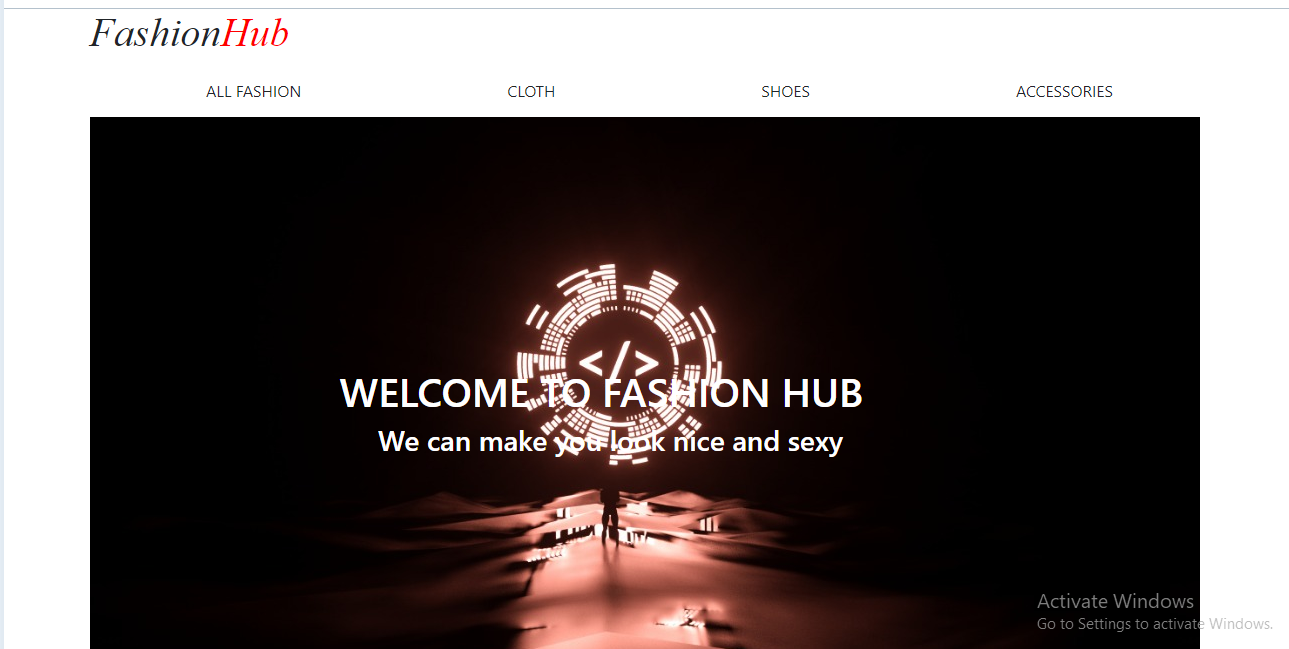 FashionHub
ALL FASHION CLOTH SHOES ACCESSORIES
</>
WELCOME TO FASHION HUB
We can make you look nice and sexy
Activate Windows
Go to Settings to activate Windows.